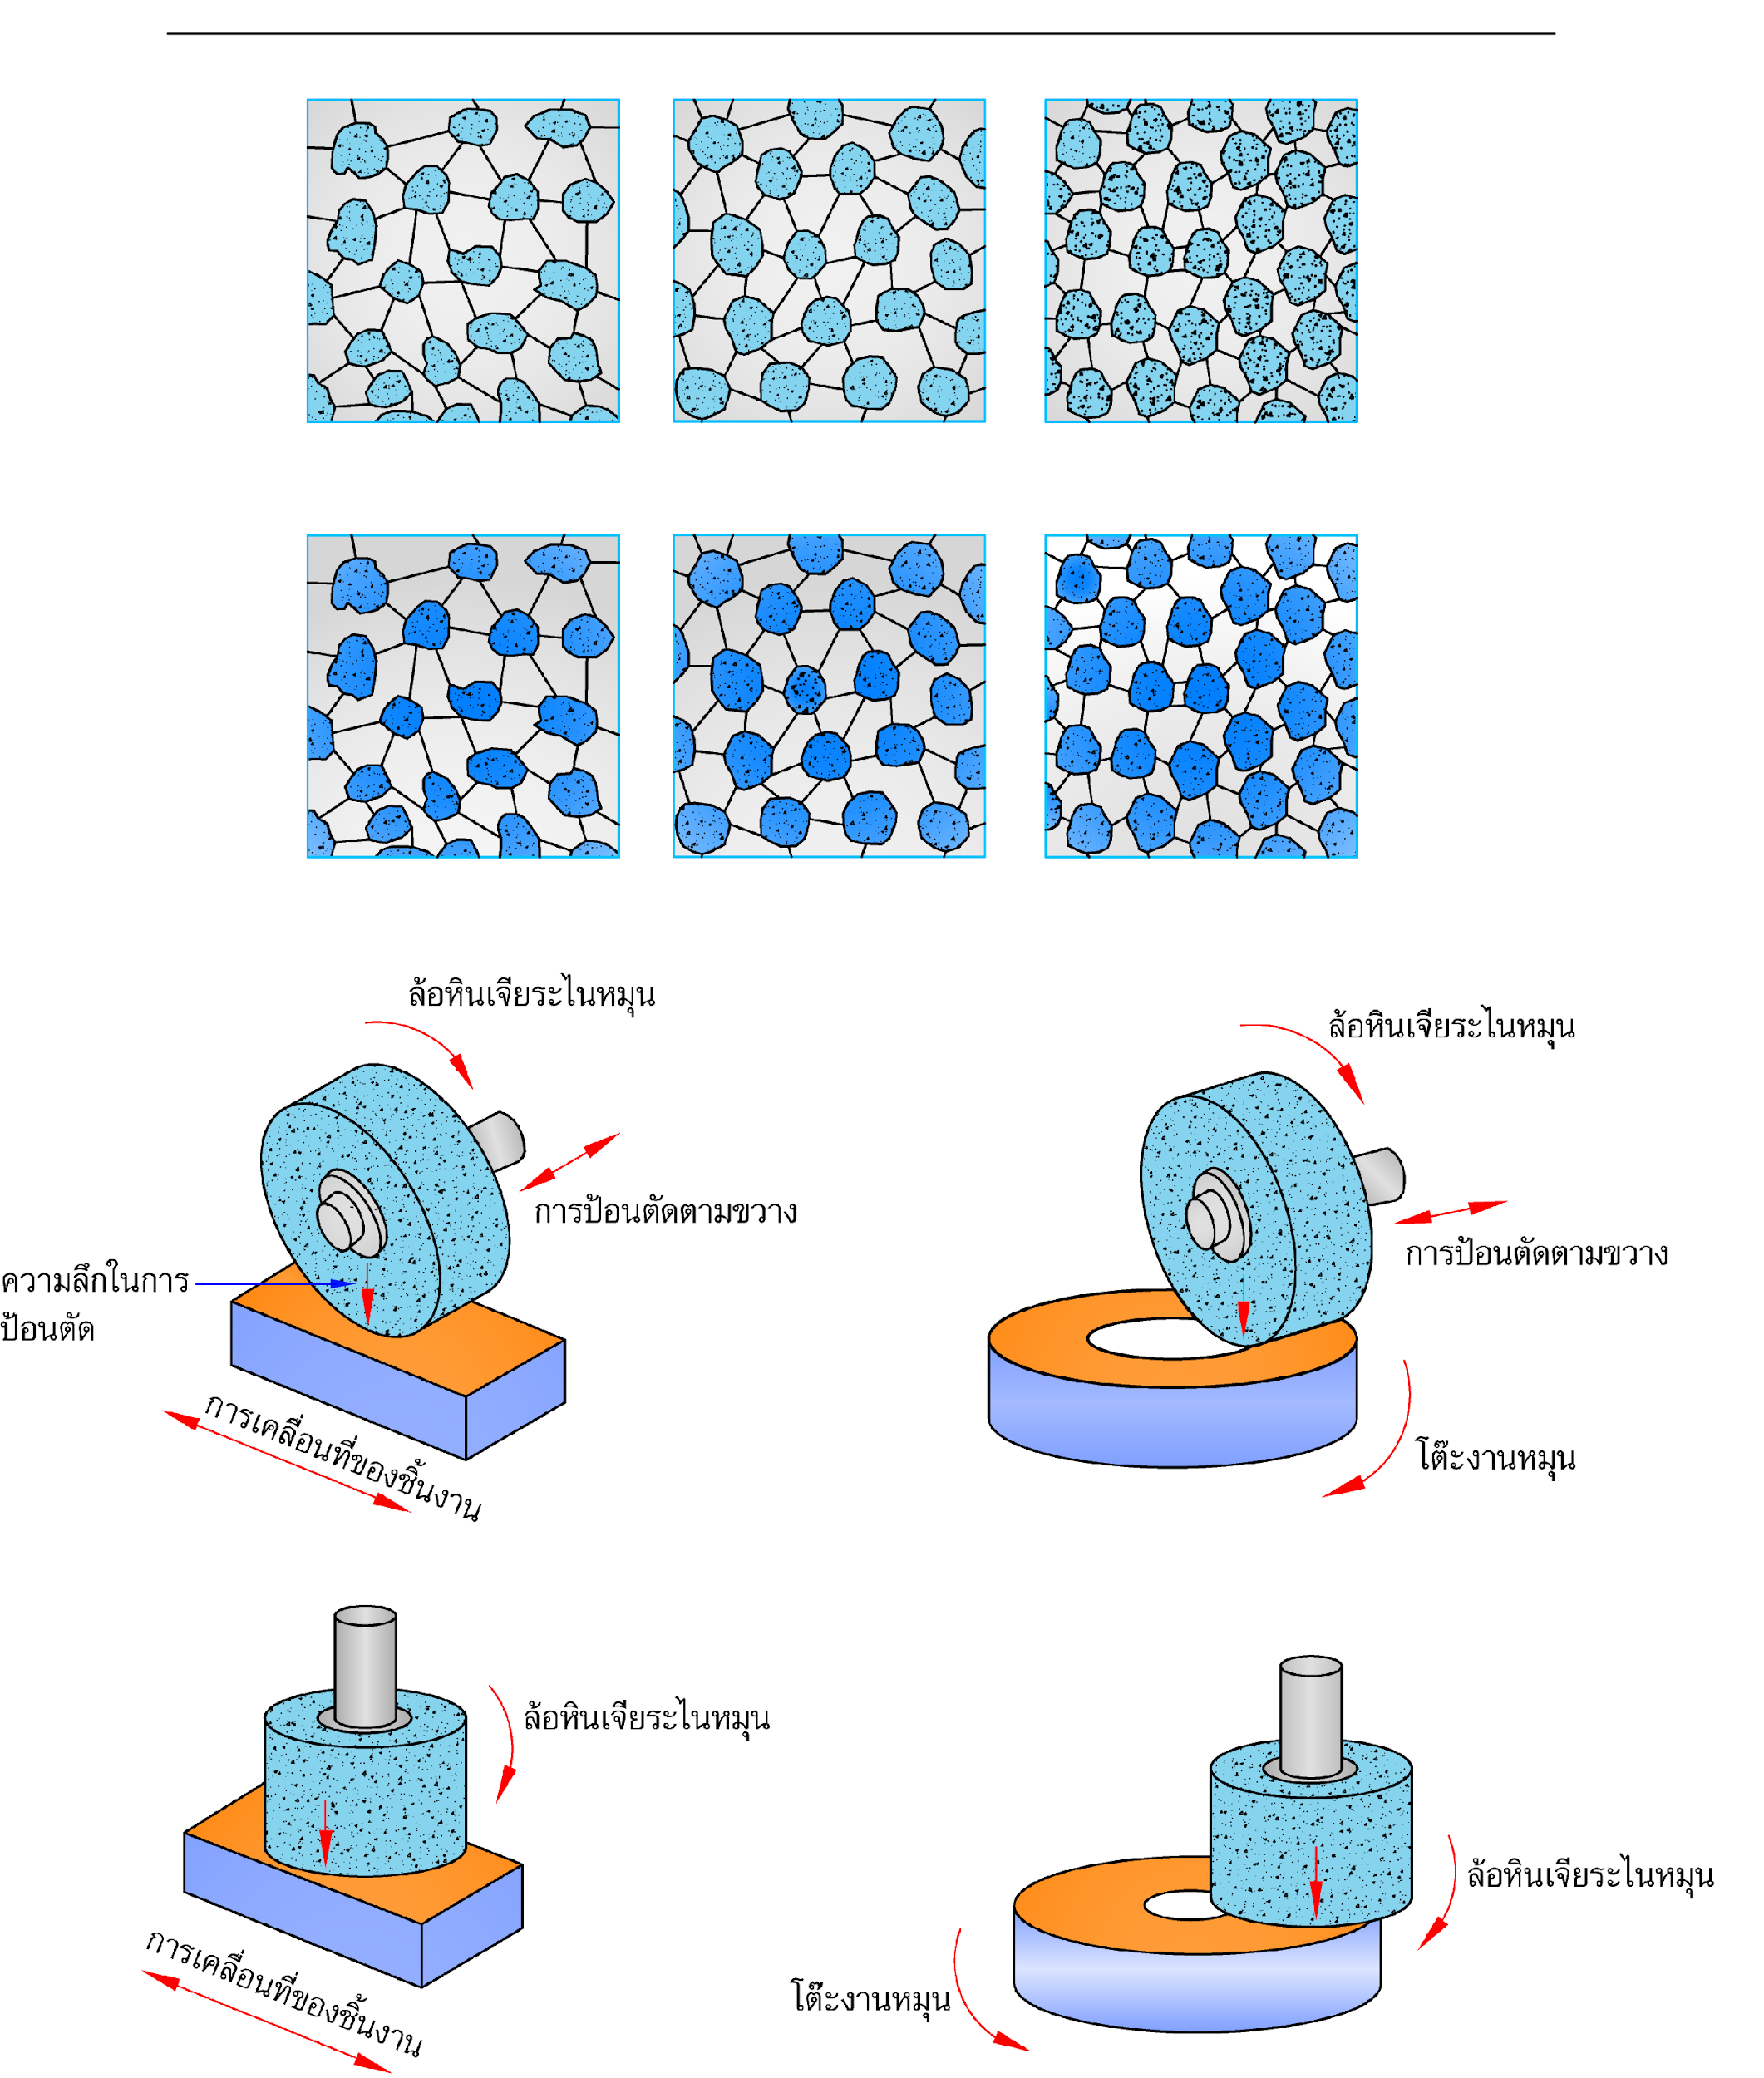 ล้อหินเจียระไนหมุน
ล้อหินเจียระไนหมุน
การป้อนตัดตามขวาง
การป้อนตัดตามขวาง
ความลึกในการ
ป้อนตัด
การเคลื่อนที่ของชิ้นงาน
โต๊ะงานหมุน
ล้อหินเจียระไนหมุน
ล้อหินเจียระไนหมุน
การเคลื่อนที่ของชิ้นงาน
โต๊ะงานหมุน